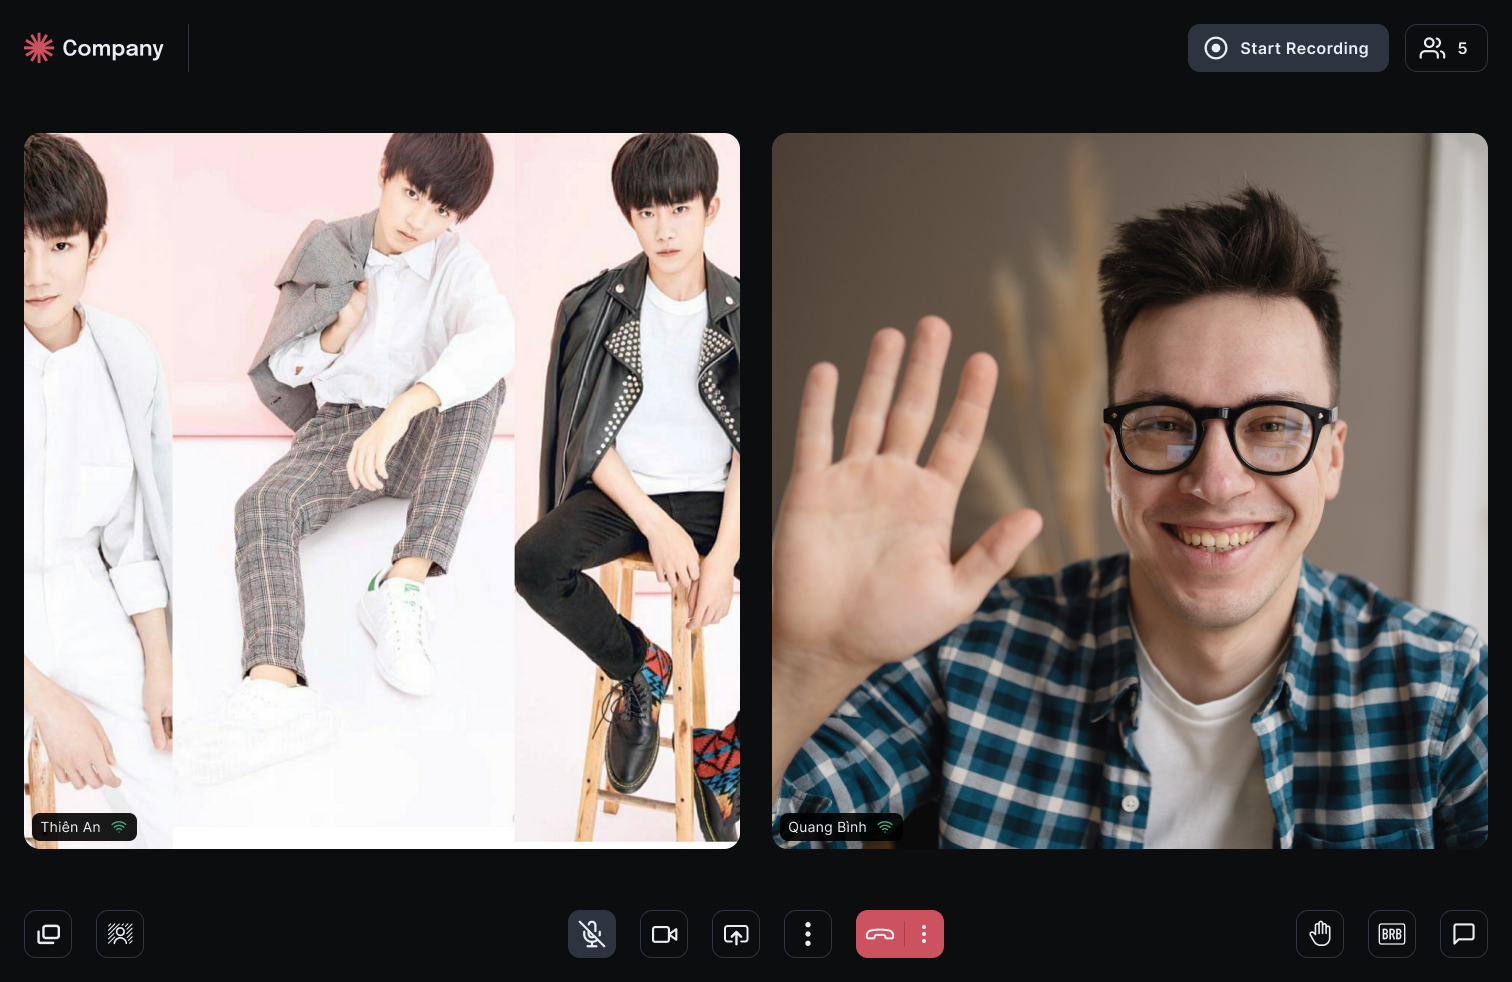 Company
Start Recording
5
Thiên An
Quang Bình
BRB